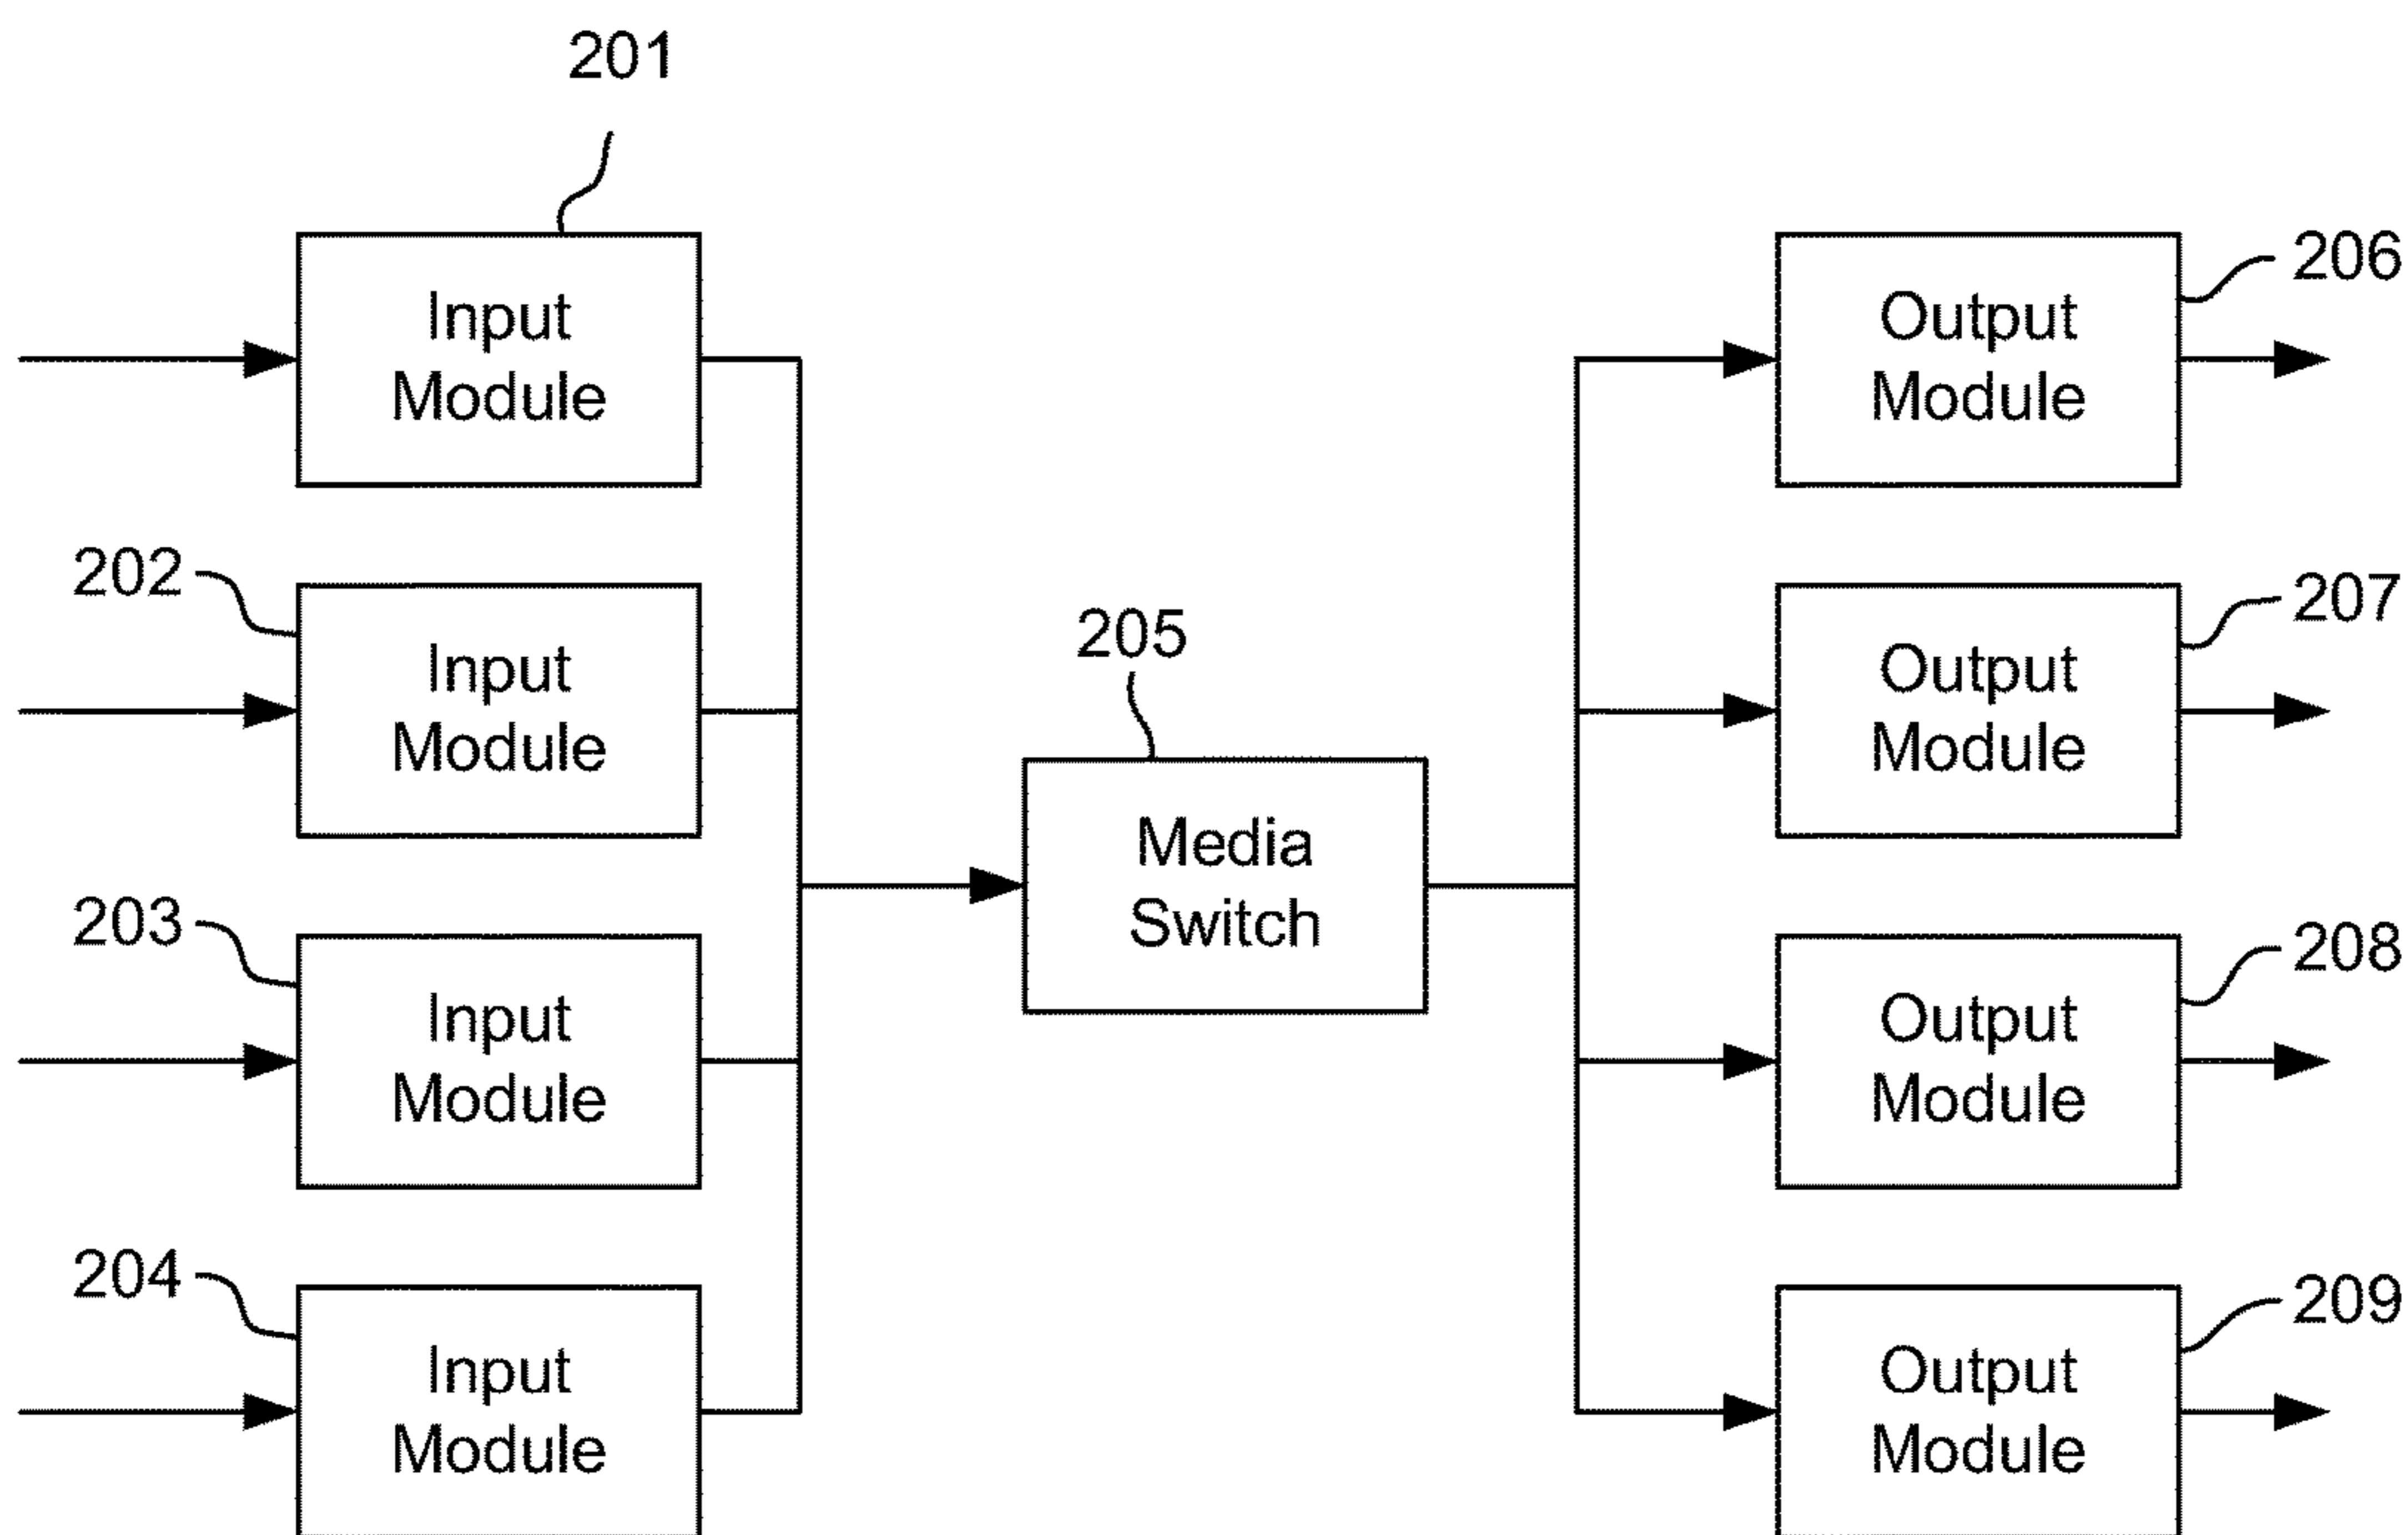 201
Input
Module
206
Output
Module
202
Input
Module
207
Output
Module
205
Media
Switch
203
Input
Module
208
Output
Module
204
Input
Module
209
Output
Module